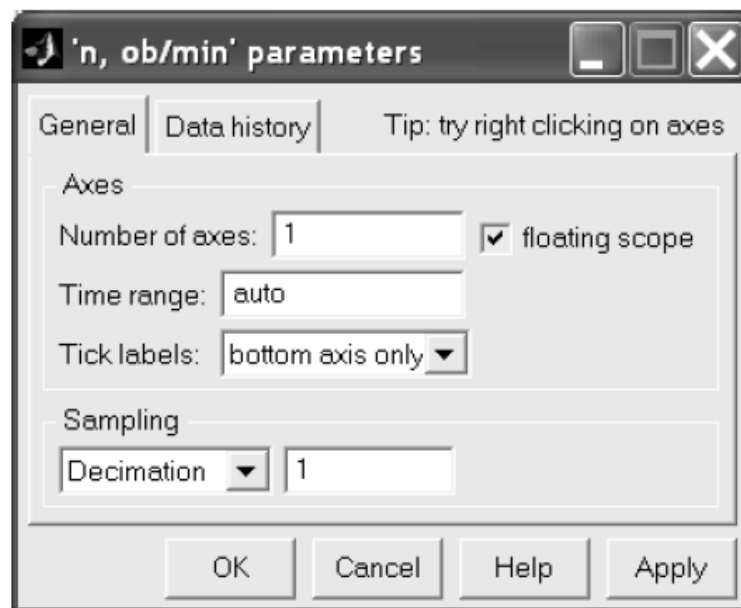 'n, ob/min' parameters
General Data history Tip: try right clicking on axes
Axes
Number of axes: 1 floating scope
Time range: auto
Tick labels: bottom axis only
Sampling
Decimation 1
OK Cancel Help Apply